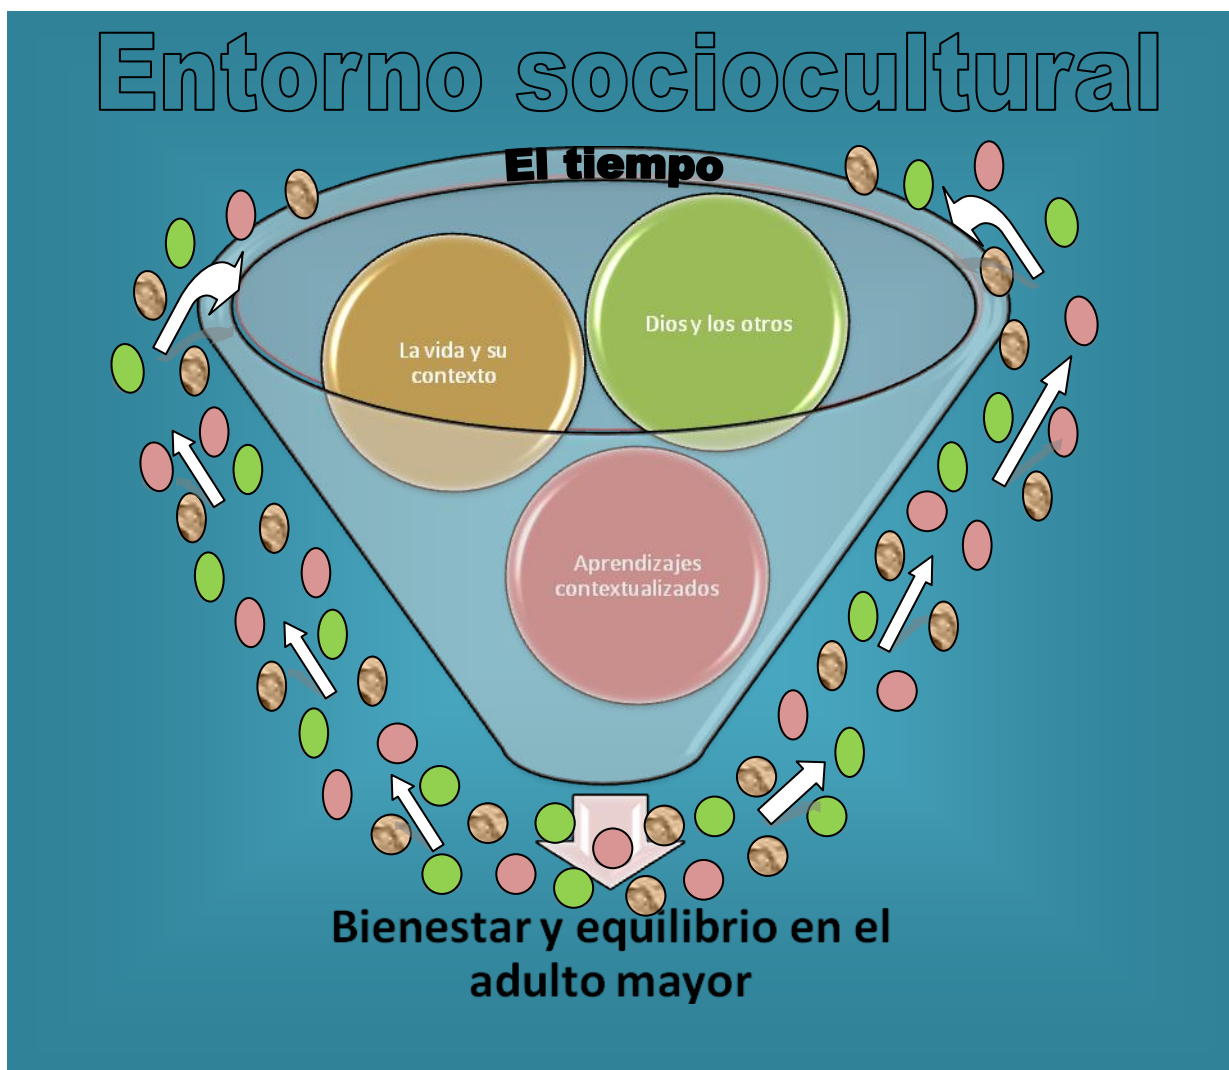 Entorno sociocultural
El tiempo
Dios y los otros
La vida y su
contexto
Aprendizajes
contextualizados
Bienestar y equilibrio en el
adulto mayor